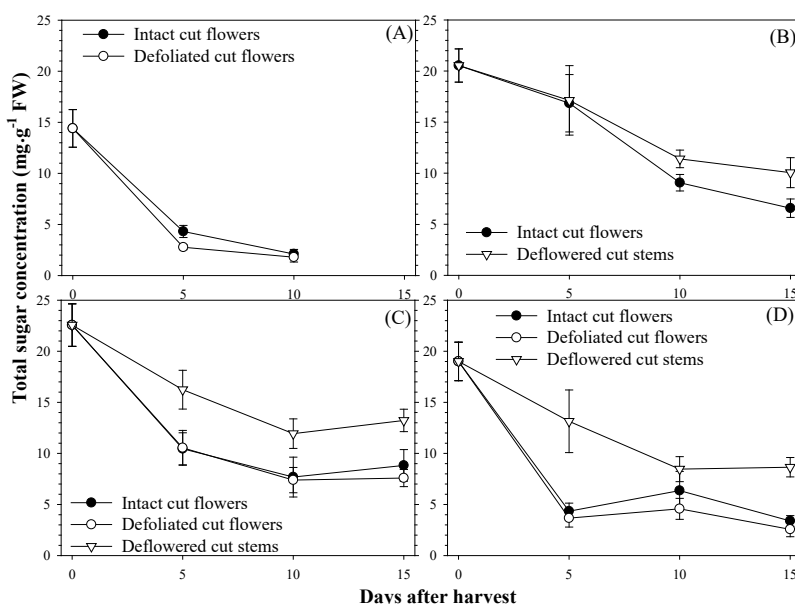 Total sugar concentration (mg.g⁻¹ FW)
25
20
15
10
5
0
Intact cut flowers
Defoliated cut flowers
(A)
0
5
10
15
25
20
15
10
5
0
(B)
Intact cut flowers
Deflowered cut stems
0
5
10
15
25
20
15
10
5
0
(C)
Intact cut flowers
Defoliated cut flowers
Deflowered cut stems
0
5
10
15
25
20
15
10
5
0
Intact cut flowers
Defoliated cut flowers
Deflowered cut stems
(D)
0
5
10
15
Days after harvest